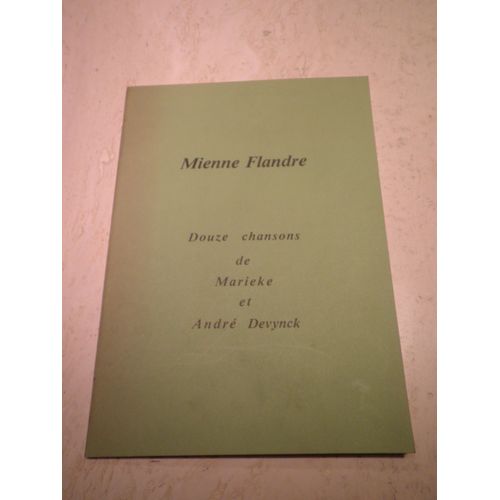 Mienne Flandre
Douze chansons
de
Marieke
et
André Devynck